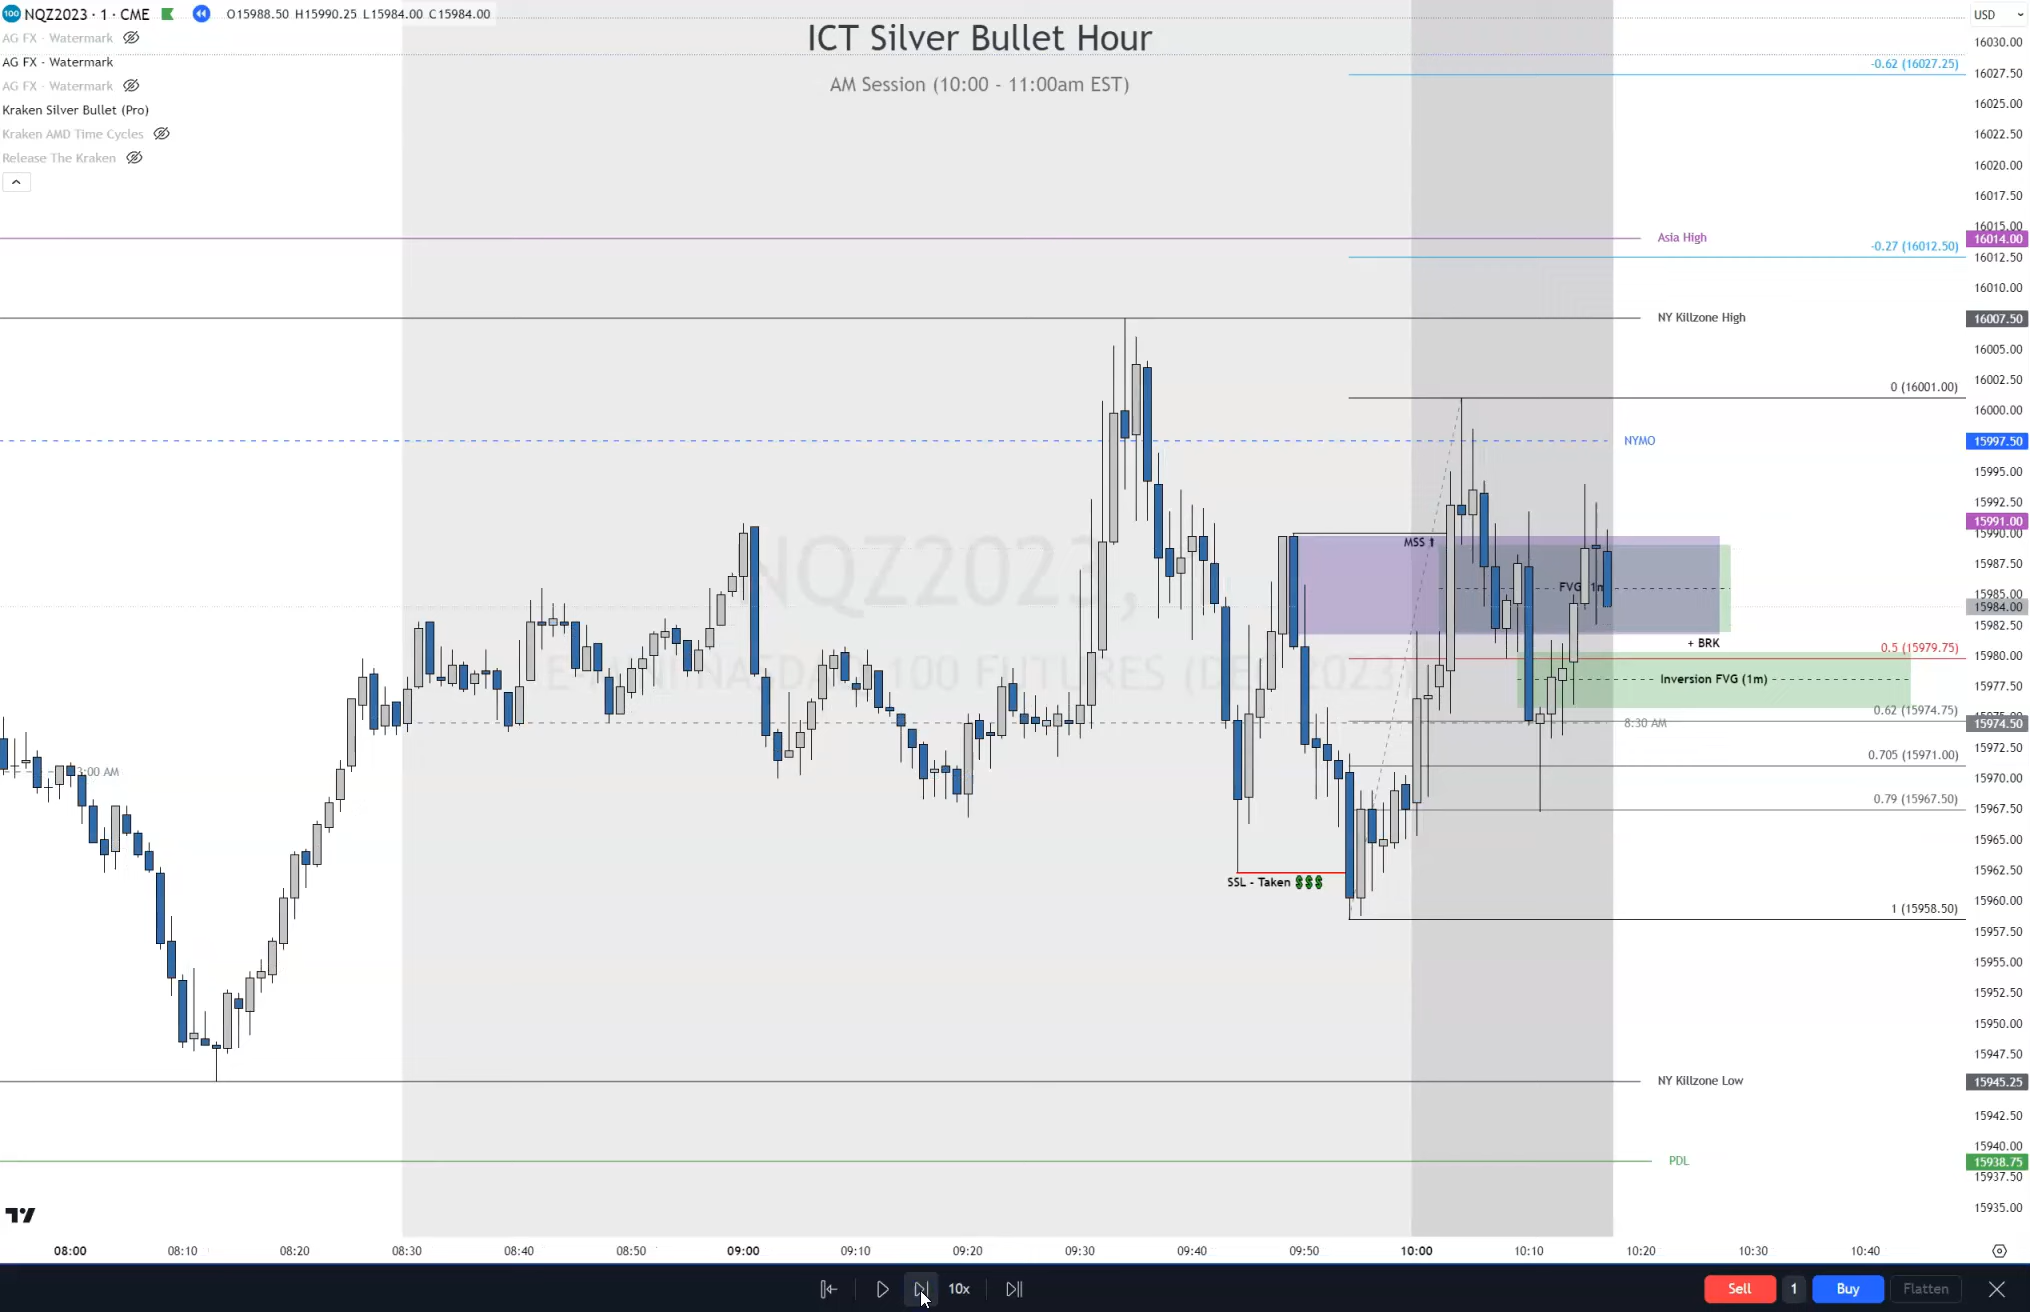 NQZ2023 · 1 · CME O15988.50 H15990.25 L15984.00 C15984.00
AG FX - Watermark
AG FX - Watermark
AG FX - Watermark
Kraken Silver Bullet (Pro)
Kraken AMD Time Cycles
Release The Kraken
ICT Silver Bullet Hour
AM Session (10:00 - 11:00am EST)
USD
16030.00
-0.62 (16027.25)
16027.50
16025.00
16022.50
16020.00
16017.50
16015.00
Asia High
16014.00
-0.27 (16012.50)
16012.50
16010.00
NY Killzone High
16007.50
16005.00
16002.50
0 (16001.00)
16000.00
NYMO
15997.50
15995.00
15992.50
15991.00
15990.00
MSS ⬆
15987.50
FVG (1m
15985.00
15984.00
15982.50
+ BRK
0.5 (15979.75)
15980.00
Inversion FVG (1m)
15977.50
0.62 (15974.75)
8:30 AM
15974.50
15972.50
0.705 (15971.00)
15970.00
0.79 (15967.50)
15967.50
15965.00
15962.50
SSL - Taken 💲💲💲
15960.00
1 (15958.50)
15957.50
15955.00
15952.50
15950.00
15947.50
NY Killzone Low
15945.25
15942.50
15940.00
PDL
15938.75
15937.50
15935.00
NQZ2023, 1
E-MINI NASDAQ 100 FUTURES (DEC 2023)
08:00 08:10 08:20 08:30 08:40 08:50 09:00 09:10 09:20 09:30 09:40 09:50 10:00 10:10 10:20 10:30 10:40
10x
Sell 1 Buy Flatten